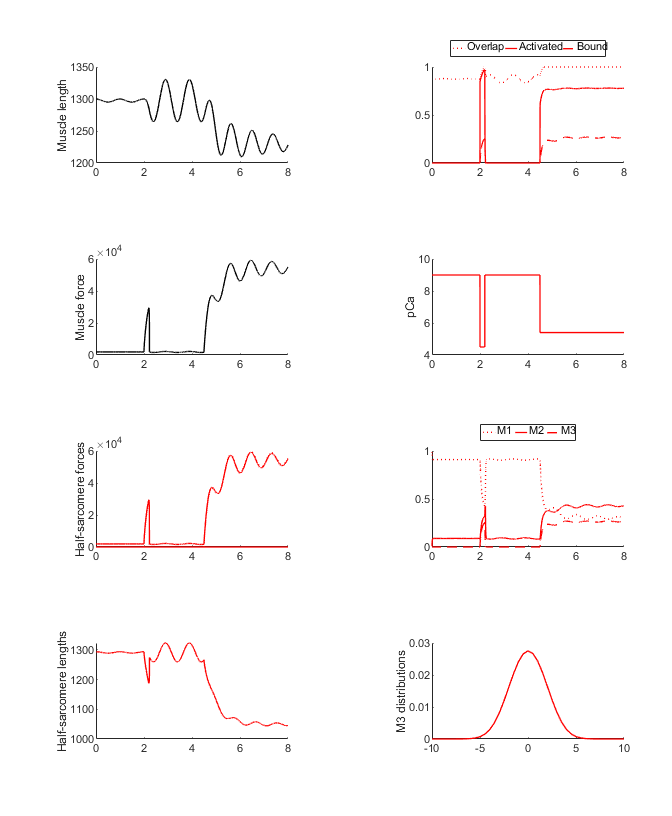 Overlap Activated Bound
Muscle length
1350
1300
1250
1200
0 2 4 6 8
1
0.5
0
0 2 4 6 8
Muscle force
×10^4
6
4
2
0
0 2 4 6 8
pCa
10
8
6
4
0 2 4 6 8
M1 M2 M3
Half-sarcomere forces
×10^4
6
4
2
0
0 2 4 6 8
1
0.5
0
0 2 4 6 8
Half-sarcomere lengths
1300
1200
1100
1000
0 2 4 6 8
M3 distributions
0.03
0.02
0.01
0
-10 -5 0 5 10